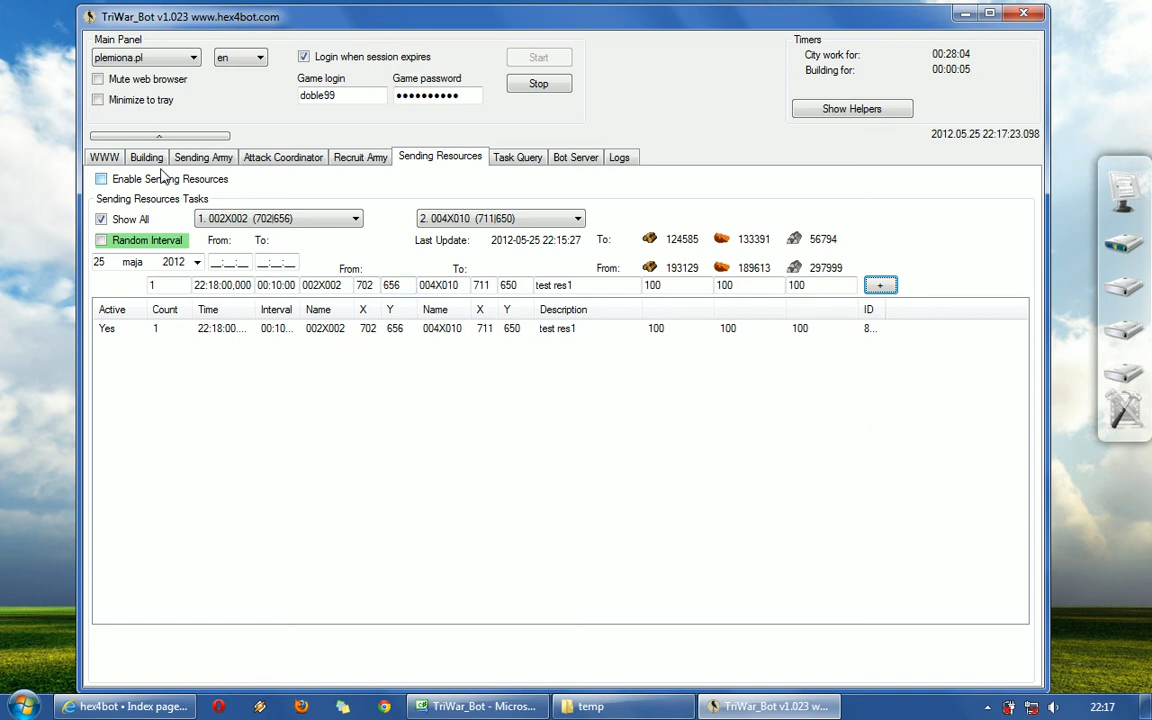 TriWar_Bot v1.023 www.hex4bot.com
Main Panel
plemiona.pl
en
Login when session expires
Start
Mute web browser
Game login
Game password
doble99
●●●●●●●●●●
Stop
Minimize to tray
Timers
City work for:
00:28:04
Building for:
00:00:05
Show Helpers
2012.05.25 22:17:23.098
WWW Building Sending Army Attack Coordinator Recruit Army Sending Resources Task Query Bot Server Logs
Enable Sending Resources
Sending Resources Tasks
Show All 1. 002X002 (702|656) 2. 004X010 (711|650)
Random Interval From: To: Last Update: 2012-05-25 22:15:27 To: 124585 133391 56794
25 maja 2012 __:__:__ __:__:__ From: To: From: 193129 189613 297999
1 22:18:00,000 00:10:00 002X002 702 656 004X010 711 650 test res1 100 100 100 +
Active Count Time Interval Name X Y Name X Y Description ID
Yes 1 22:18:00.... 00:10... 002X002 702 656 004X010 711 650 test res1 100 100 100 8...
hex4bot • Index page... TriWar_Bot - Micros... temp TriWar_Bot v1.023 w... 22:17